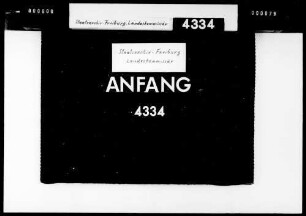 Staatsarchiv Freiburg, Landeskommissär
4334
Staatsarchiv Freiburg
Landeskommissär
ANFANG
4334